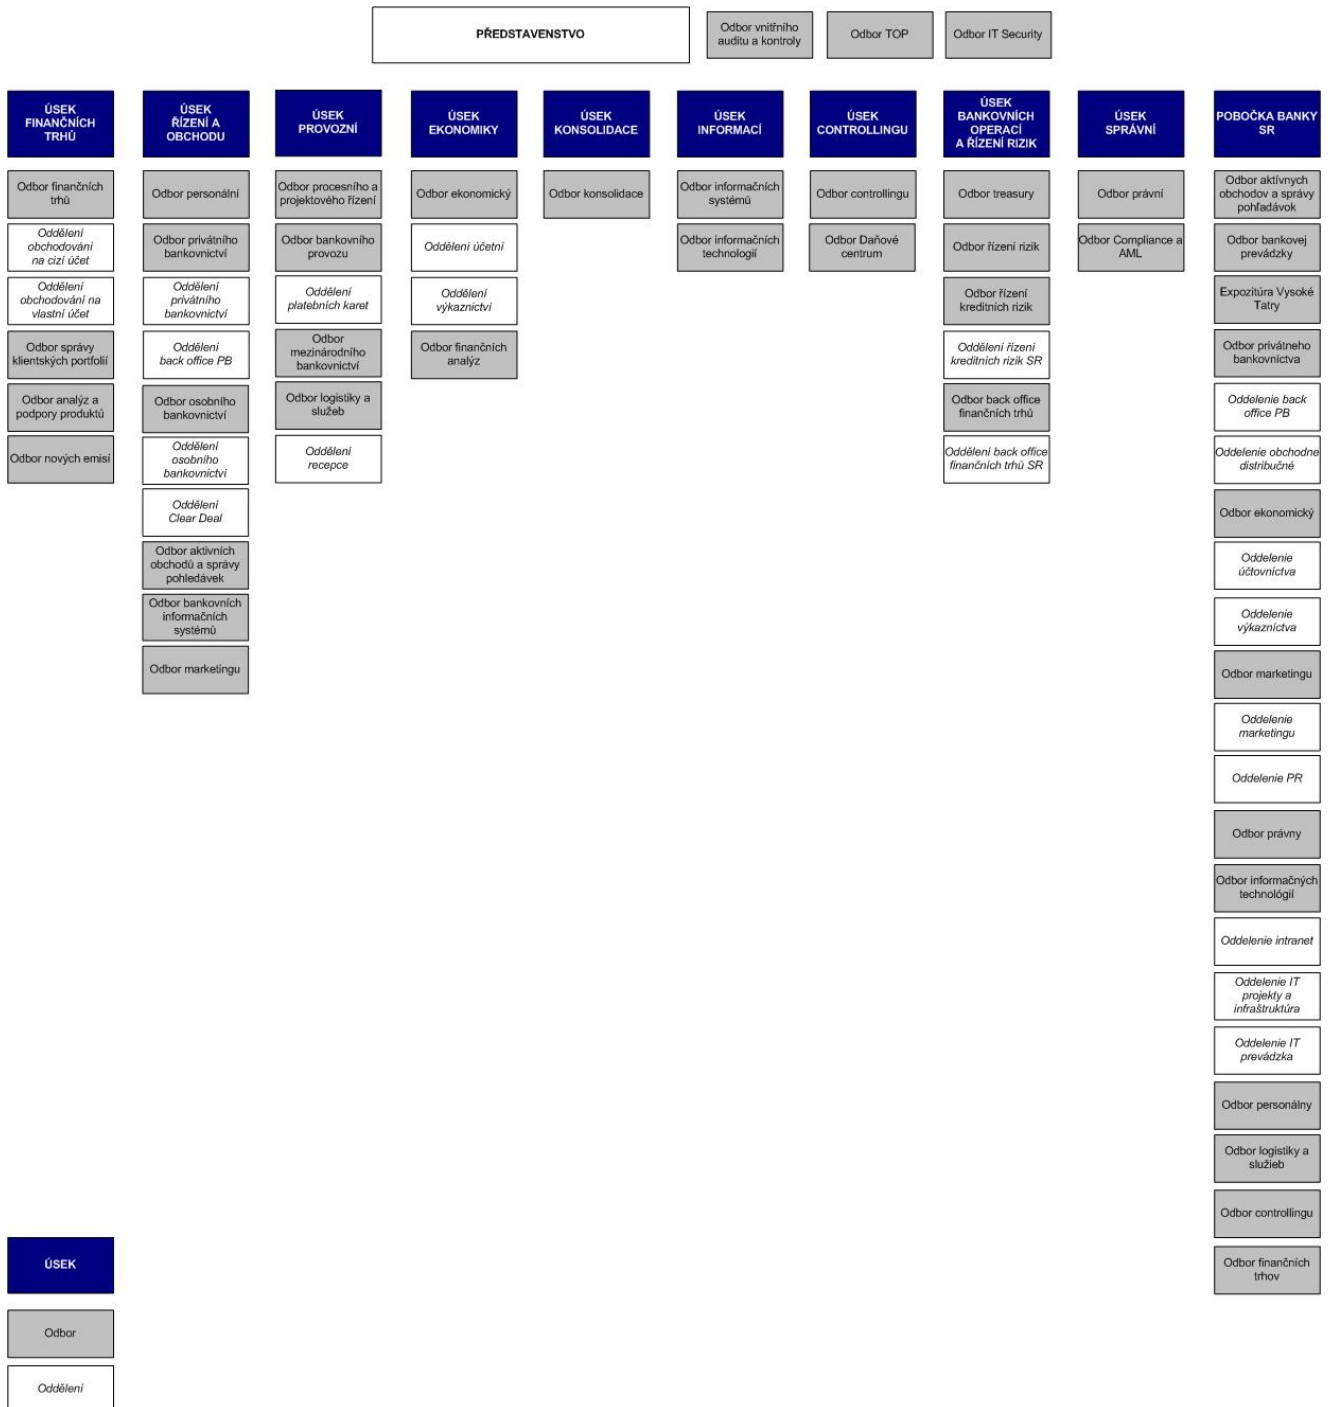 PŘEDSTAVENSTVO
Odbor vnitřního
auditu a kontroly
Odbor TOP
Odbor IT Security
ÚSEK
FINANČNÍCH
TRHŮ
Odbor finančních
trhů
Oddělení
obchodování
na cizí účet
Oddělení
obchodování na
vlastní účet
Odbor správy
klientských portfolií
Odbor analýz a
podpory produktů
Odbor nových emisí
ÚSEK
ŘÍZENÍ A
OBCHODU
Odbor personální
Odbor privátního
bankovnictví
Oddělení
privátního
bankovnictví
Oddělení
back office PB
Odbor osobního
bankovnictví
Oddělení
osobního
bankovnictví
Oddělení
Clear Deal
Odbor aktivních
obchodů a správy
pohledávek
Odbor bankovních
informačních
systémů
Odbor marketingu
ÚSEK
PROVOZNÍ
Odbor procesního a
projektového řízení
Odbor bankovního
provozu
Oddělení
platebních karet
Odbor
mezinárodního
bankovnictví
Odbor logistiky a
služeb
Oddělení
recepce
ÚSEK
EKONOMIKY
Odbor ekonomický
Oddělení účetní
Oddělení
výkaznictví
Odbor finančních
analýz
ÚSEK
KONSOLIDACE
Odbor konsolidace
ÚSEK
INFORMACÍ
Odbor informačních
systémů
Odbor informačních
technologií
ÚSEK
CONTROLLINGU
Odbor controllingu
Odbor Daňové
centrum
ÚSEK
BANKOVNÍCH
OPERACÍ
A ŘÍZENÍ RIZIK
Odbor treasury
Odbor řízení rizik
Odbor řízení
kreditních rizik
Oddělení řízení
kreditních rizik SR
Odbor back office
finančních trhů
Oddělení back office
finančních trhů SR
ÚSEK
SPRÁVNÍ
Odbor právní
Odbor Compliance a
AML
POBOČKA BANKY
SR
Odbor aktívnych
obchodov a správy
pohľadávok
Odbor bankovej
prevádzky
Expozitúra Vysoké
Tatry
Odbor privátneho
bankovníctva
Oddelenie back
office PB
Oddelenie obchodne
distribučné
Odbor ekonomický
Oddelenie
účtovníctva
Oddelenie
výkazníctva
Odbor marketingu
Oddelenie
marketingu
Oddelenie PR
Odbor právny
Odbor informačných
technológií
Oddelenie intranet
Oddelenie IT
projekty a
infraštruktúra
Oddelenie IT
prevádzka
Odbor personálny
Odbor logistiky a
služieb
Odbor controllingu
Odbor finančních
trhov
ÚSEK
Odbor
Oddělení